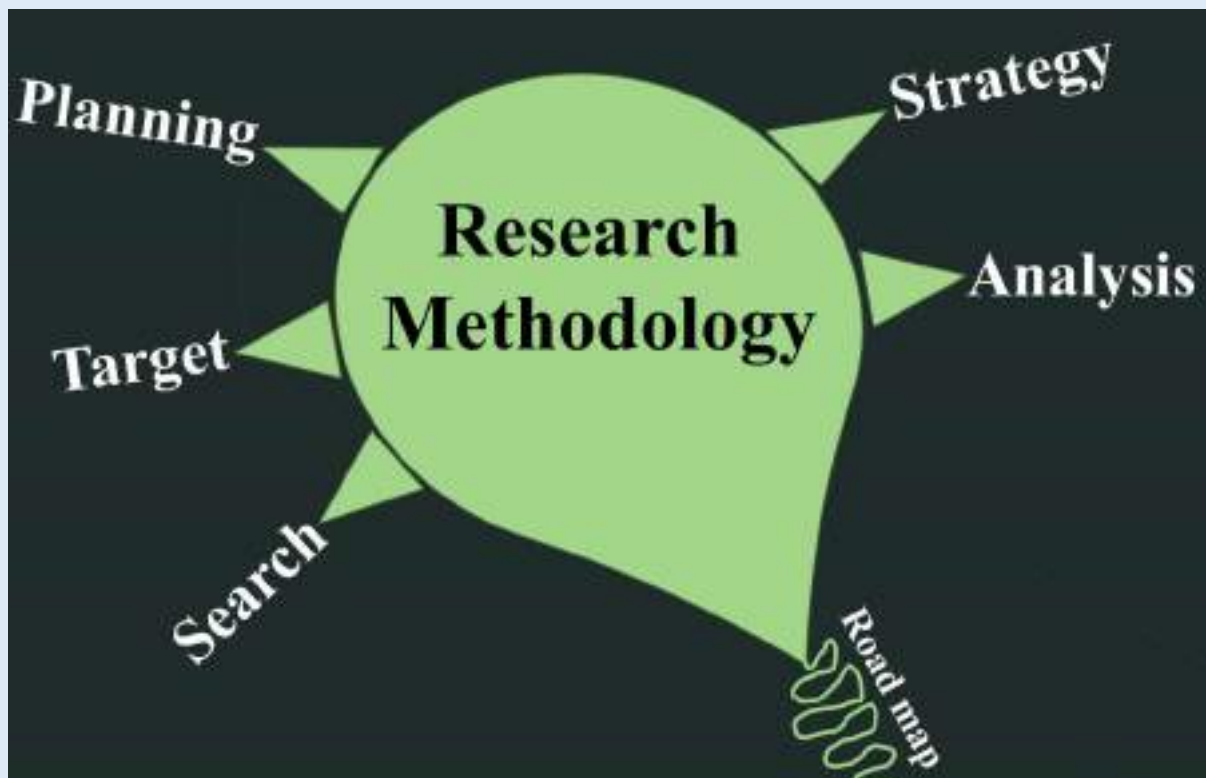 Planning
Strategy
Research
Methodology
Analysis
Target
Search
Road map